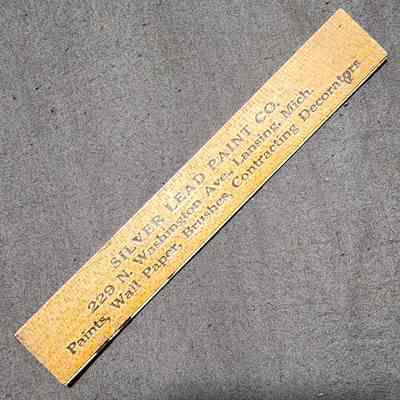 SILVER LEAD PAINT CO.
229 N. Washington Ave., Lansing, Mich.
Paints, Wall Paper, Brushes, Contracting Decorators